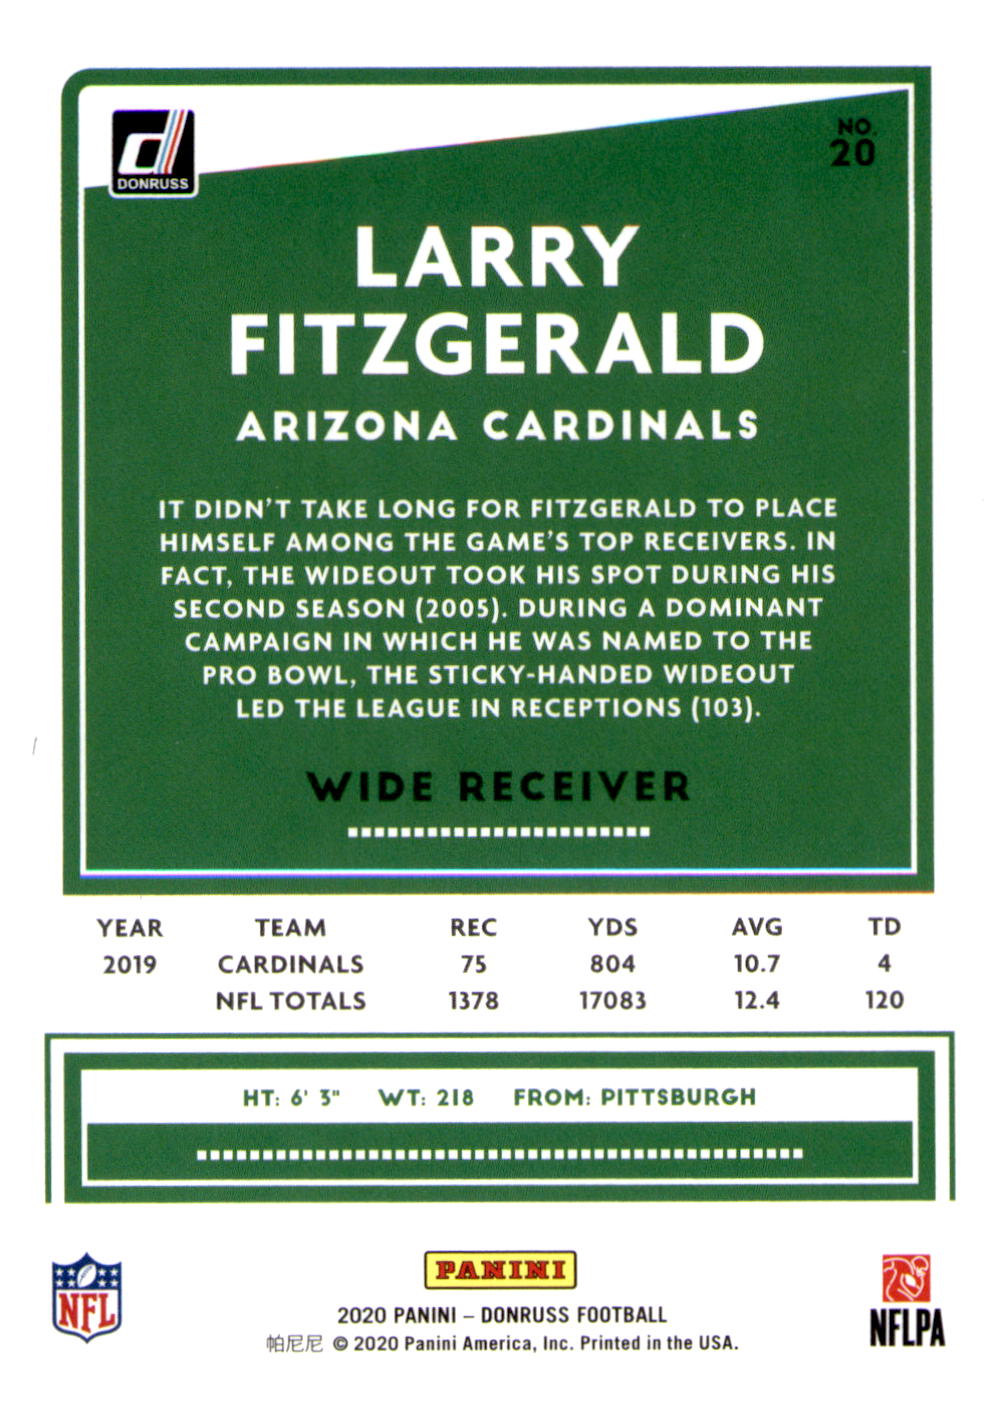 DONRUSS
NO.
20
LARRY
FITZGERALD
ARIZONA CARDINALS
IT DIDN'T TAKE LONG FOR FITZGERALD TO PLACE
HIMSELF AMONG THE GAME'S TOP RECEIVERS. IN
FACT, THE WIDEOUT TOOK HIS SPOT DURING HIS
SECOND SEASON (2005). DURING A DOMINANT
CAMPAIGN IN WHICH HE WAS NAMED TO THE
PRO BOWL, THE STICKY-HANDED WIDEOUT
LED THE LEAGUE IN RECEPTIONS (103).
WIDE RECEIVER
YEAR TEAM REC YDS AVG TD
2019 CARDINALS 75 804 10.7 4
NFL TOTALS 1378 17083 12.4 120
HT: 6' 3" WT: 218 FROM: PITTSBURGH
NFL
PANINI
NFLPA
2020 PANINI – DONRUSS FOOTBALL
帕尼尼 © 2020 Panini America, Inc. Printed in the USA.